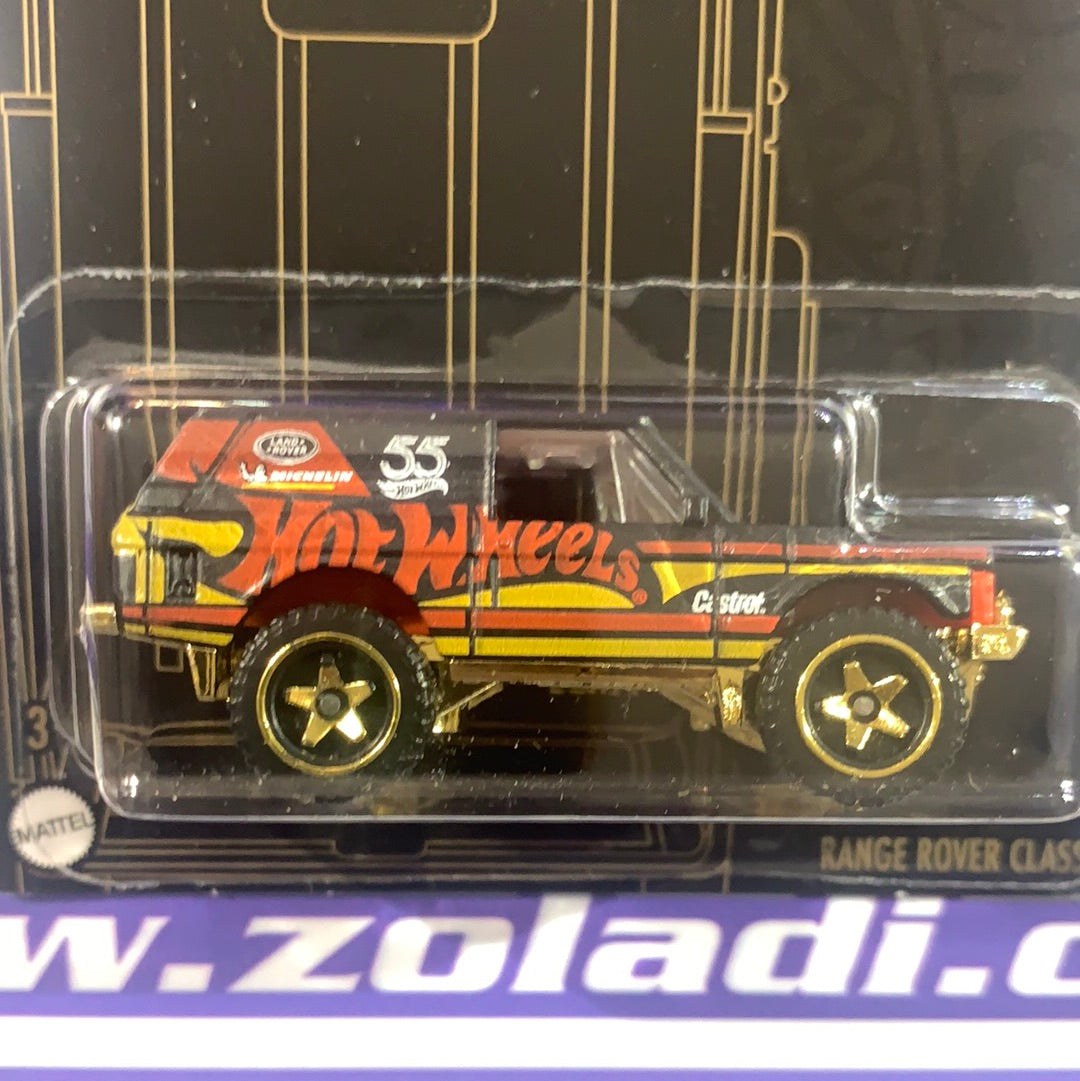 LAND ROVER
MICHELIN
55
HOT WHEELS
HOT WHEELS
®
Castrol.
3
MATTEL
RANGE ROVER CLASS
w.zoladi.c